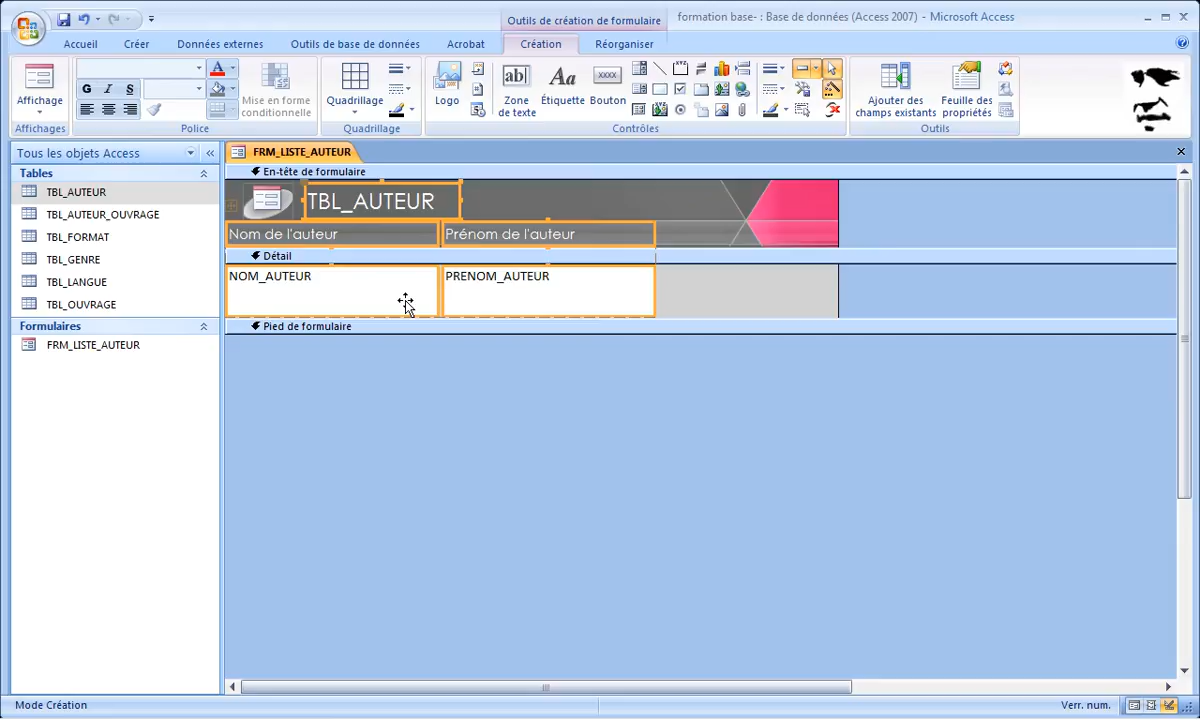 Outils de création de formulaire
formation base- : Base de données (Access 2007) - Microsoft Access
Accueil
Créer
Données externes
Outils de base de données
Acrobat
Création
Réorganiser
Affichage
Affichages
G I S
A
Mise en forme conditionnelle
Police
Quadrillage
Quadrillage
Logo
ab|
Zone de texte
Aa
Étiquette
XXXX
Bouton
Contrôles
Ajouter des champs existants
Feuille des propriétés
Outils
Tous les objets Access
Tables
TBL_AUTEUR
TBL_AUTEUR_OUVRAGE
TBL_FORMAT
TBL_GENRE
TBL_LANGUE
TBL_OUVRAGE
Formulaires
FRM_LISTE_AUTEUR
FRM_LISTE_AUTEUR
En-tête de formulaire
TBL_AUTEUR
Nom de l'auteur
Prénom de l'auteur
Détail
NOM_AUTEUR
PRENOM_AUTEUR
Pied de formulaire
Mode Création
Verr. num.